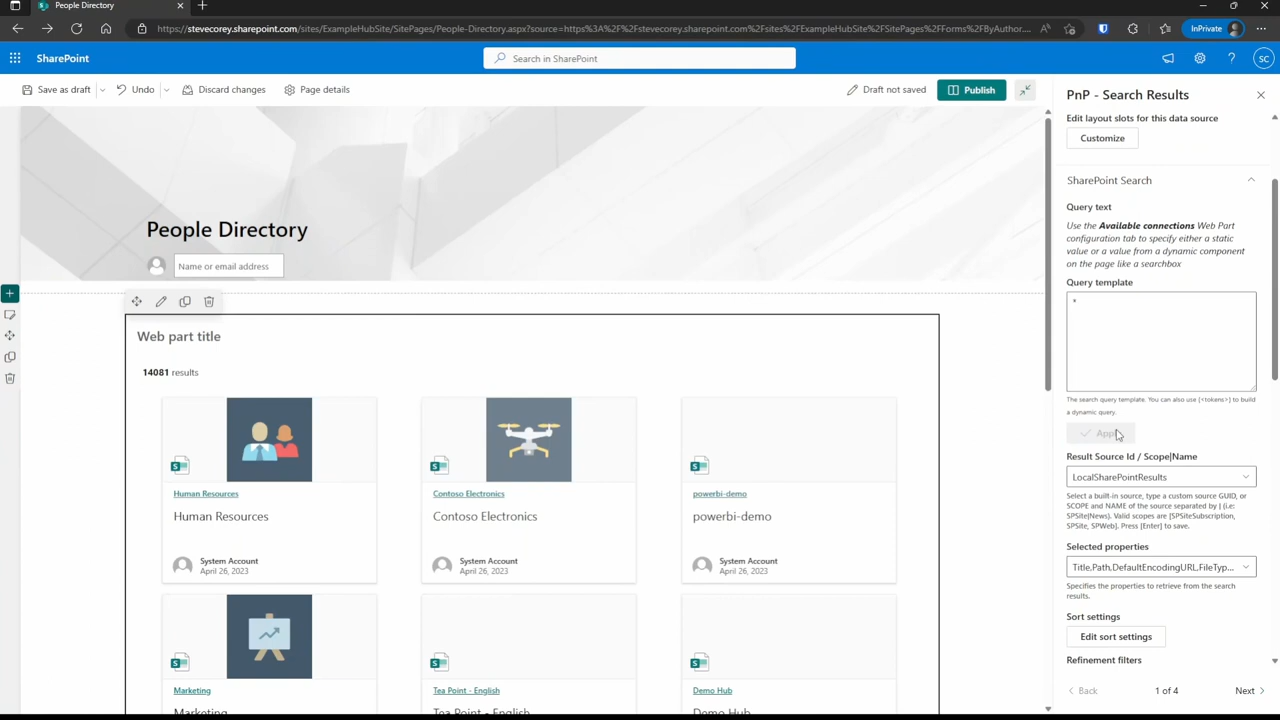 People Directory
https://stevecorey.sharepoint.com/sites/ExampleHubSite/SitePages/People-Directory.aspx?source=https%3A%2F%2Fstevecorey.sharepoint.com%2Fsites%2FExampleHubSite%2FSitePages%2FForms%2FByAuthor....
InPrivate
SharePoint
Search in SharePoint
SC
Save as draft
Undo
Discard changes
Page details
Draft not saved
Publish
People Directory
Name or email address
Web part title
14081 results
Human Resources
Human Resources
System Account
April 26, 2023
Contoso Electronics
Contoso Electronics
System Account
April 26, 2023
powerbi-demo
powerbi-demo
System Account
April 26, 2023
Marketing
Marketing
Tea Point - English
Tea Point - English
Demo Hub
Demo Hub
PnP - Search Results
Edit layout slots for this data source
Customize
SharePoint Search
Query text
Use the Available connections Web Part
configuration tab to specify either a static
value or a value from a dynamic component
on the page like a searchbox
Query template
*
The search query template. You can also use {<tokens>} to build
a dynamic query.
Apply
Result Source Id / Scope|Name
LocalSharePointResults
Select a built-in source, type a custom source GUID, or
SCOPE and NAME of the source separated by | (i.e:
SPSite|News). Valid scopes are [SPSiteSubscription,
SPSite, SPWeb]. Press [Enter] to save.
Selected properties
Title,Path,DefaultEncodingURL,FileTyp...
Specifies the properties to retrieve from the search
results.
Sort settings
Edit sort settings
Refinement filters
Back
1 of 4
Next